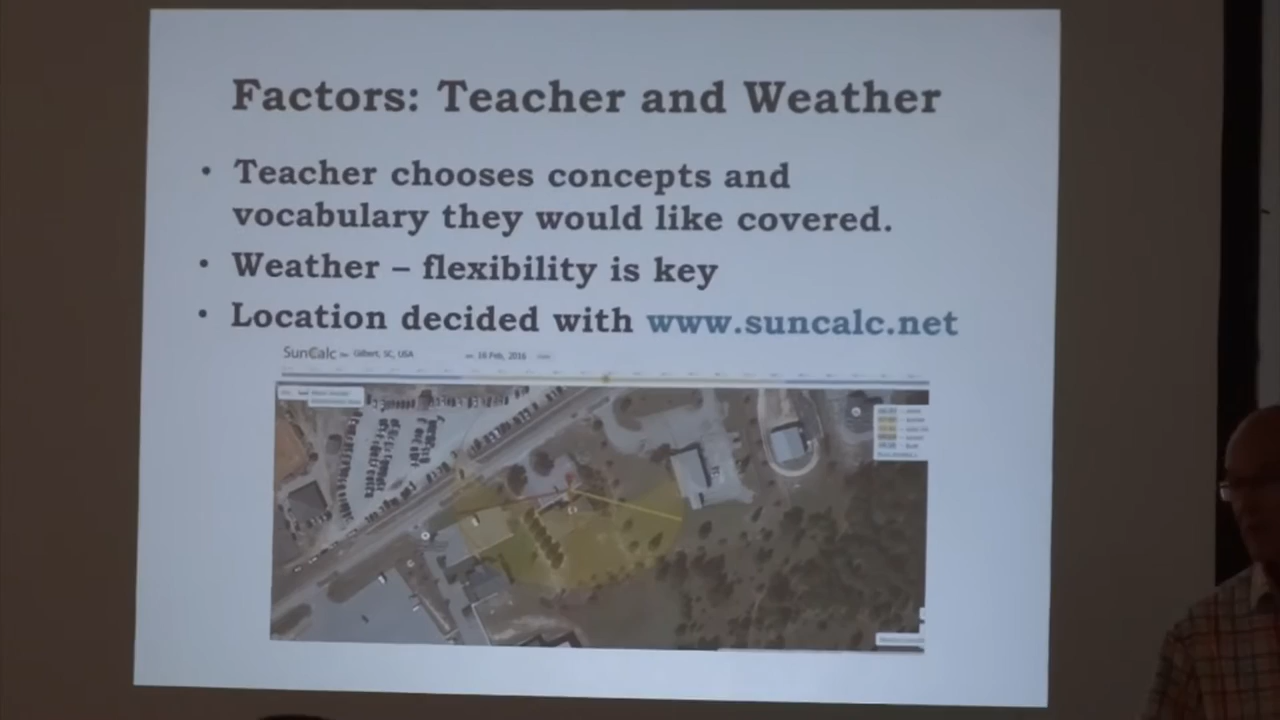 Factors: Teacher and Weather
• Teacher chooses concepts and
vocabulary they would like covered.
• Weather – flexibility is key
• Location decided with www.suncalc.net
SunCalc Gilbert, SC, USA 16 Feb, 2016